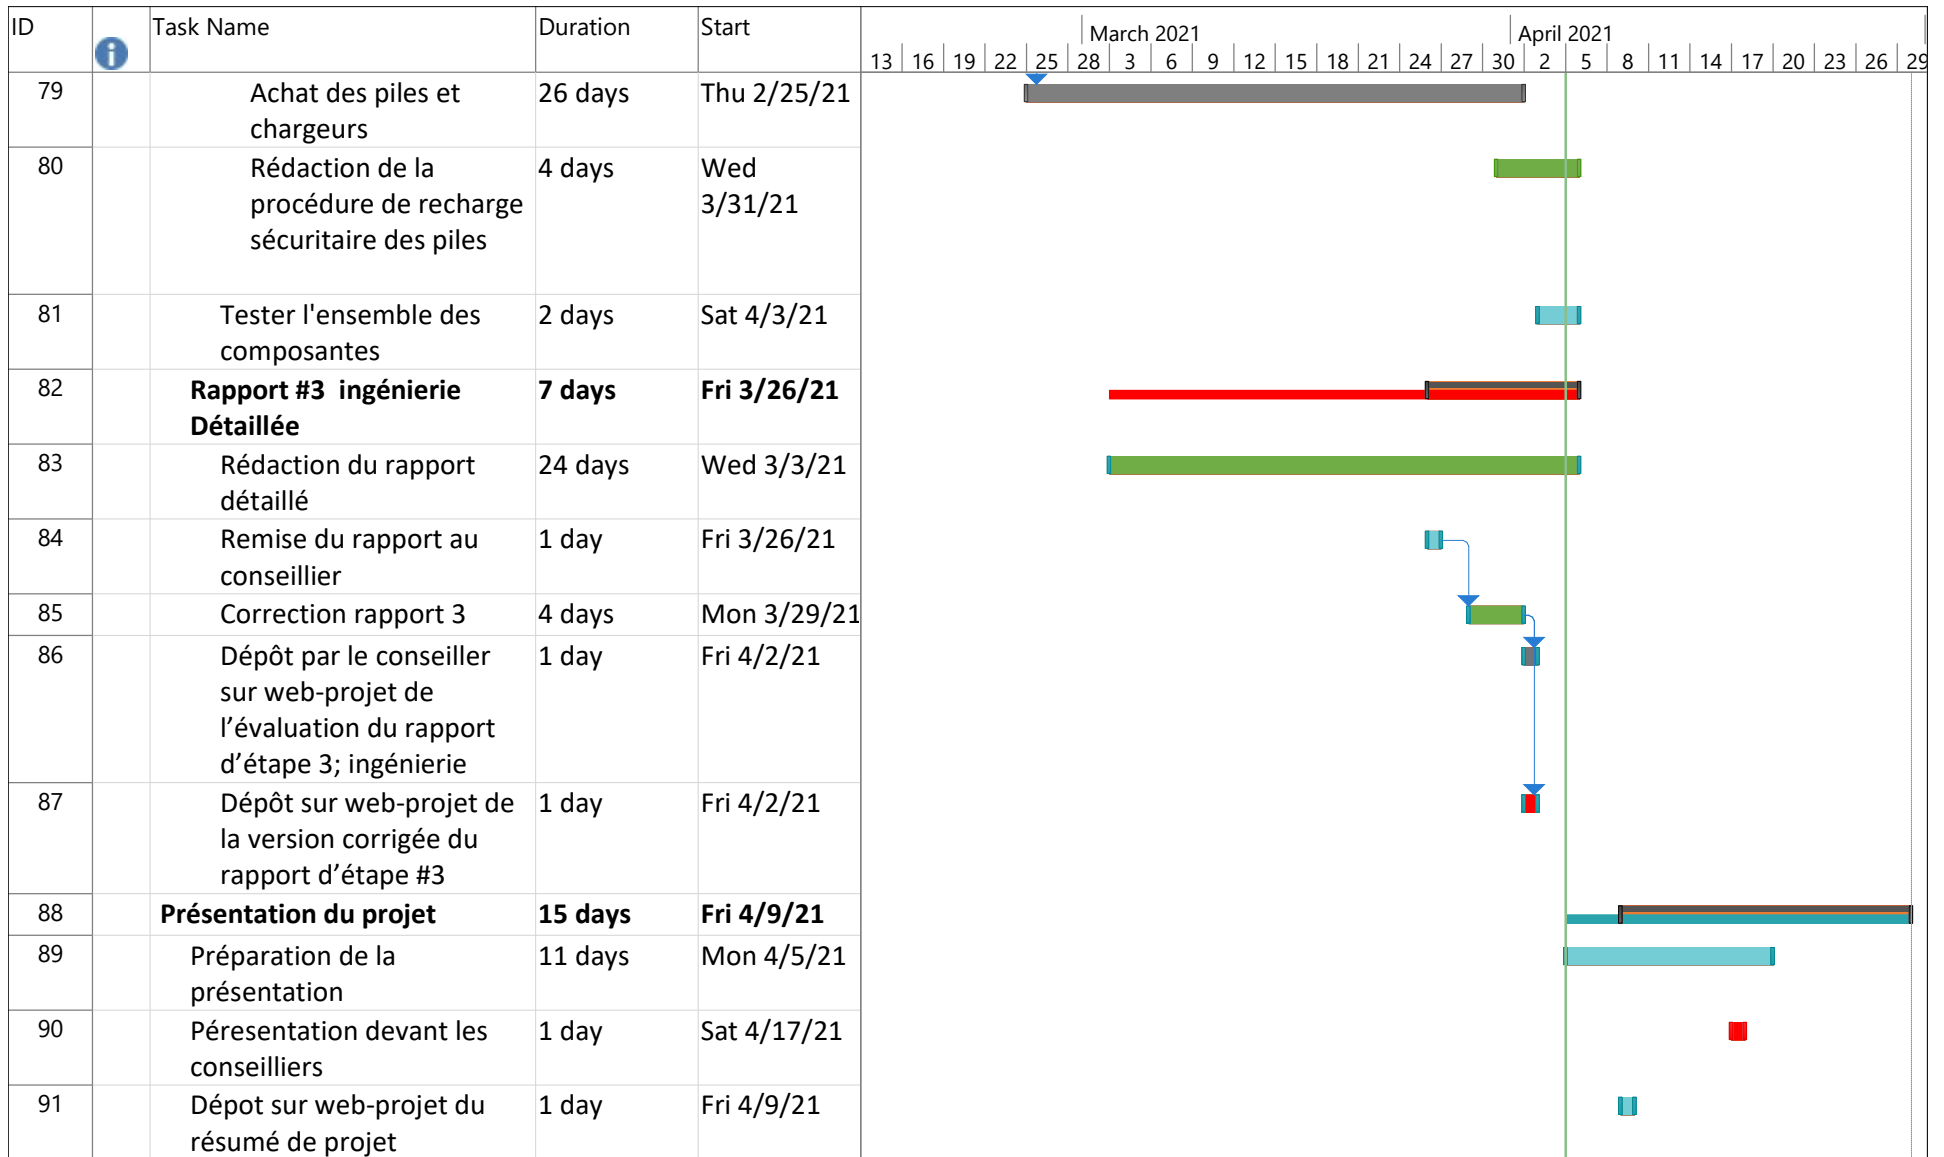 ID Task Name Duration Start March 2021 April 2021
13 16 19 22 25 28 3 6 9 12 15 18 21 24 27 30 2 5 8 11 14 17 20 23 26 29
79 Achat des piles et 26 days Thu 2/25/21
chargeurs
80 Rédaction de la 4 days Wed
procédure de recharge 3/31/21
sécuritaire des piles
81 Tester l'ensemble des 2 days Sat 4/3/21
composantes
82 Rapport #3 ingénierie 7 days Fri 3/26/21
Détaillée
83 Rédaction du rapport 24 days Wed 3/3/21
détaillé
84 Remise du rapport au 1 day Fri 3/26/21
conseillier
85 Correction rapport 3 4 days Mon 3/29/21
86 Dépôt par le conseiller 1 day Fri 4/2/21
sur web-projet de
l’évaluation du rapport
d’étape 3; ingénierie
87 Dépôt sur web-projet de 1 day Fri 4/2/21
la version corrigée du
rapport d’étape #3
88 Présentation du projet 15 days Fri 4/9/21
89 Préparation de la 11 days Mon 4/5/21
présentation
90 Péresentation devant les 1 day Sat 4/17/21
conseilliers
91 Dépot sur web-projet du 1 day Fri 4/9/21
résumé de projet